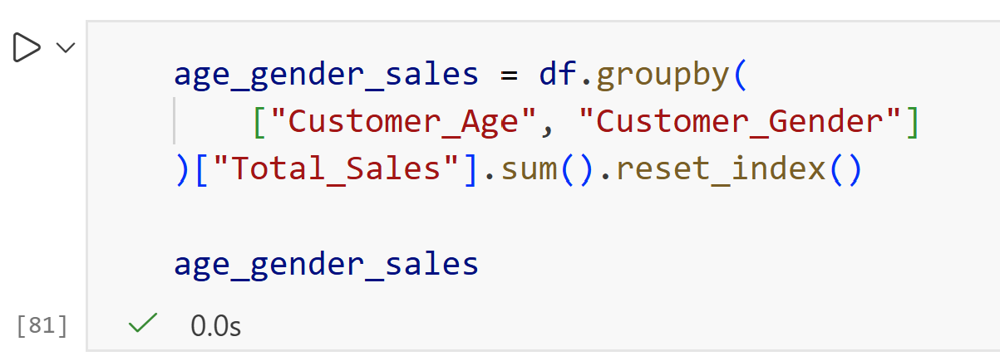 age_gender_sales = df.groupby(
    ["Customer_Age", "Customer_Gender"]
)["Total_Sales"].sum().reset_index()
age_gender_sales
[81]
0.0s